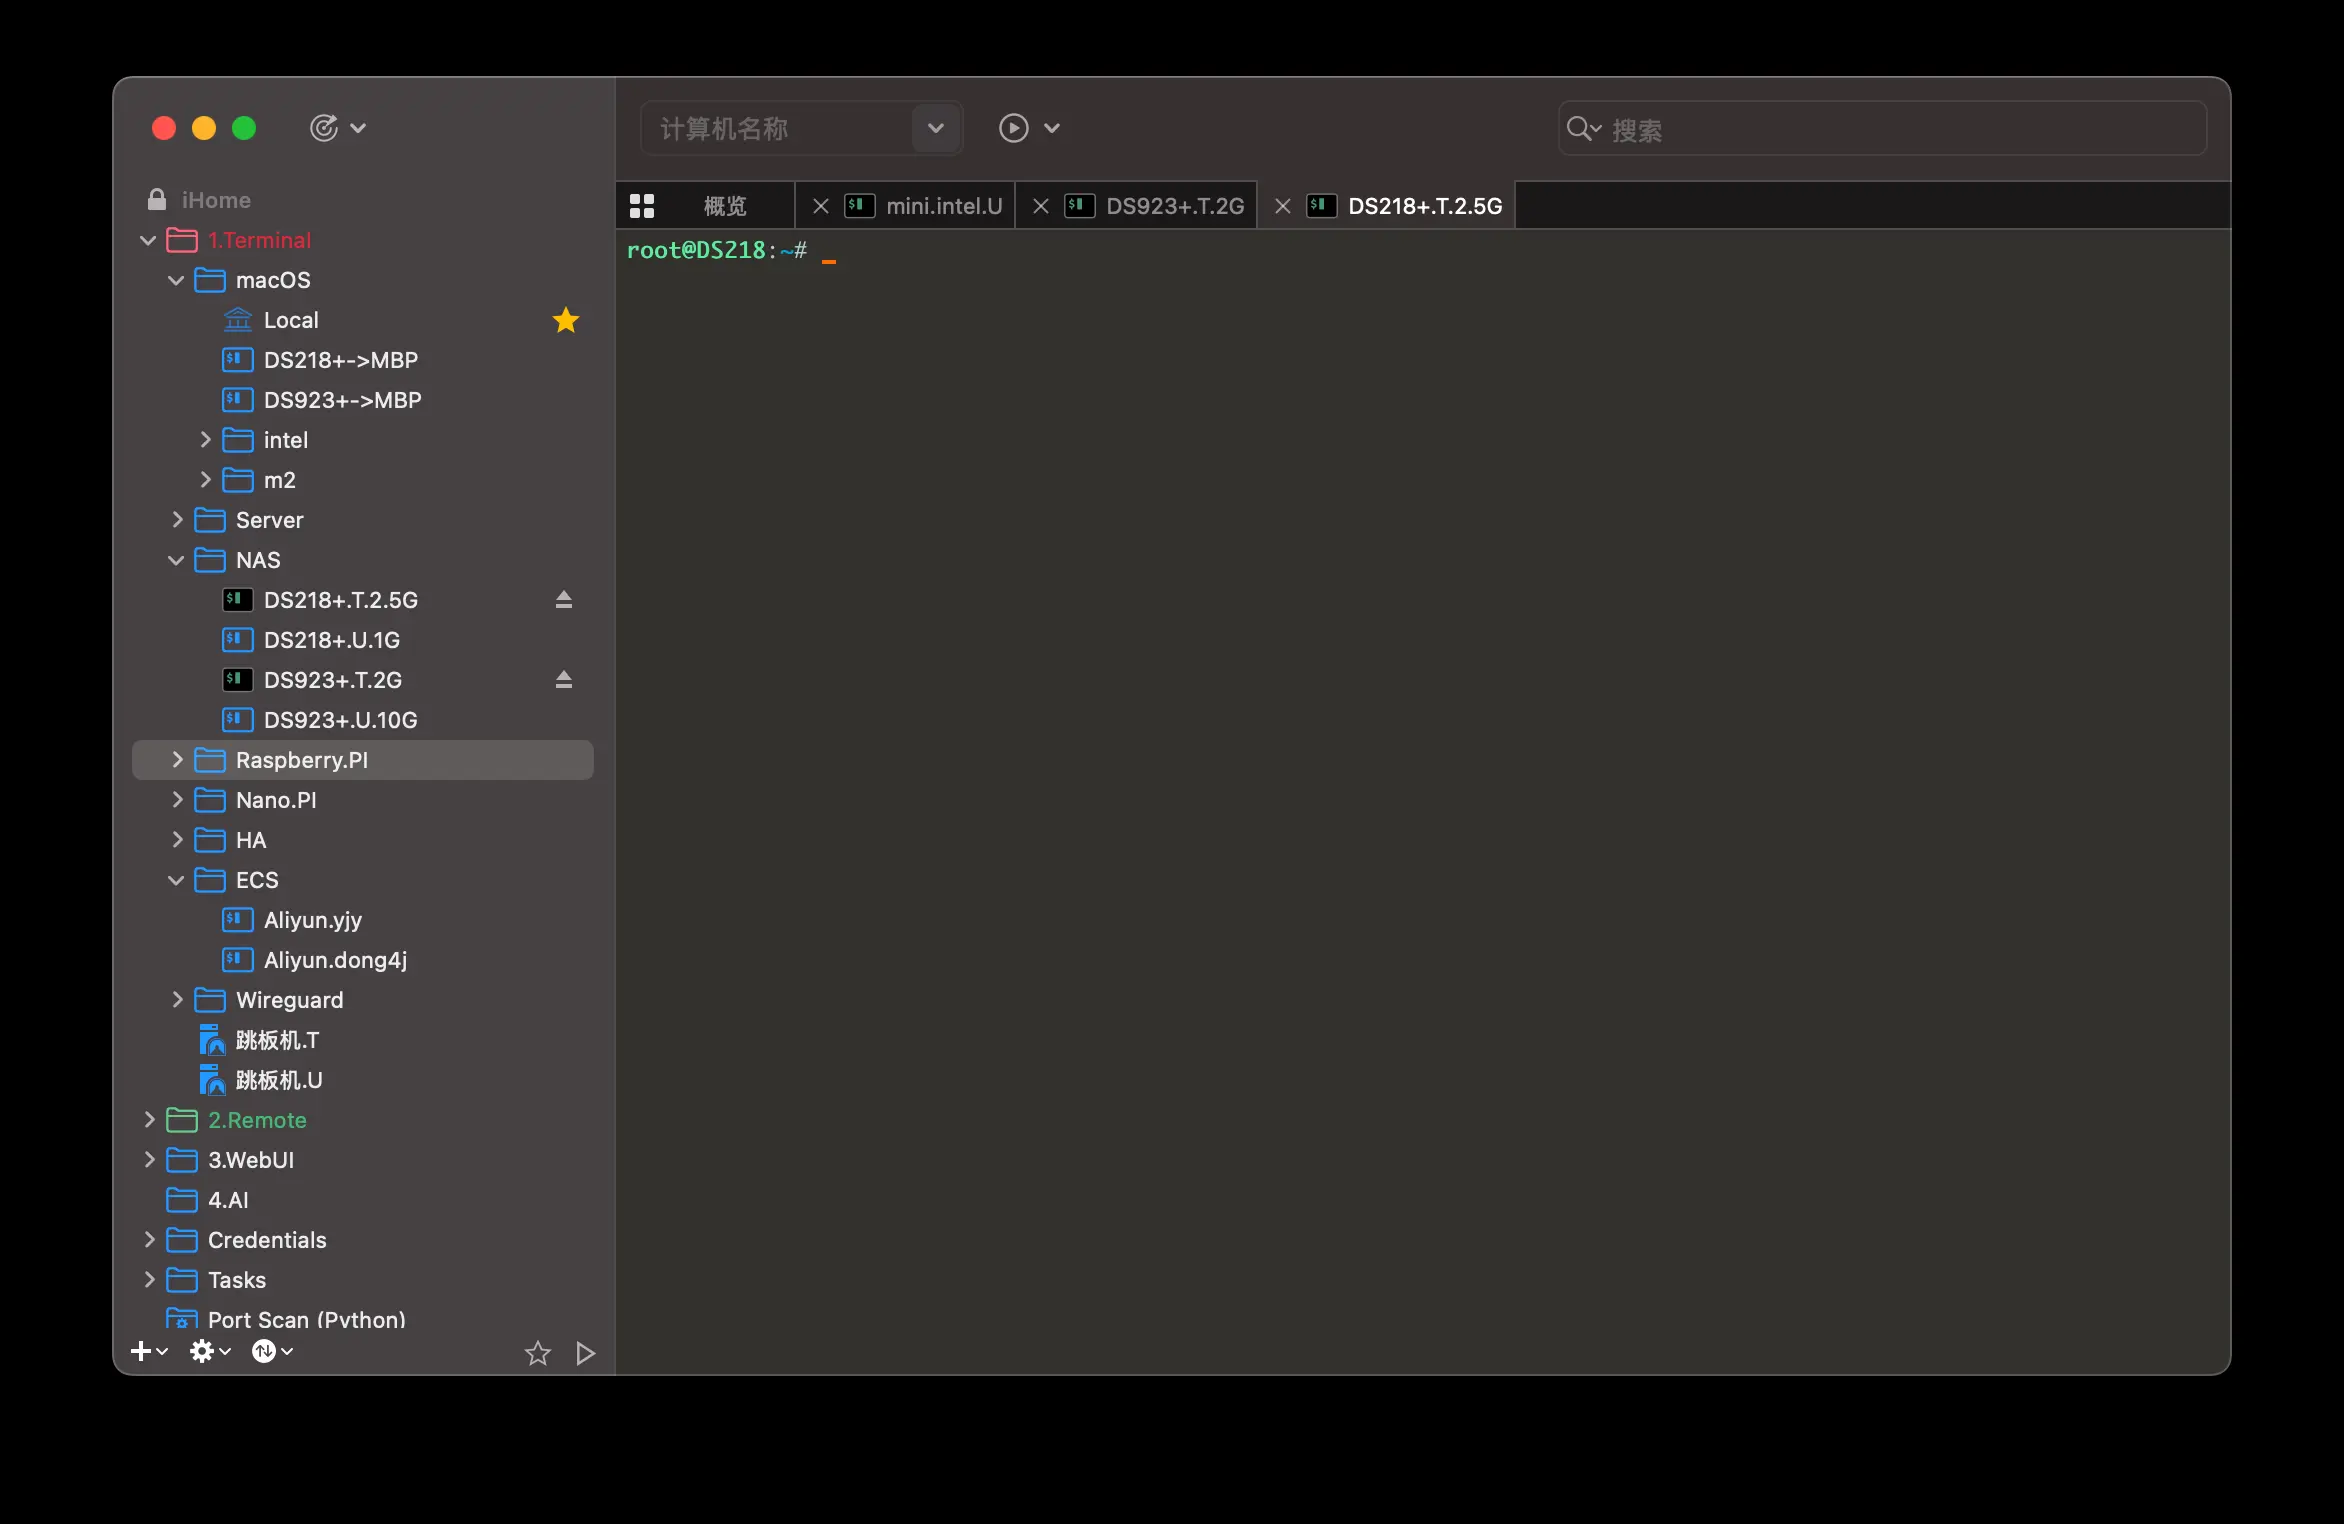 计算机名称
搜索
iHome
概览
mini.intel.U
DS923+.T.2G
DS218+.T.2.5G
root@DS218:~#
1.Terminal
macOS
Local
DS218+->MBP
DS923+->MBP
intel
m2
Server
NAS
DS218+.T.2.5G
DS218+.U.1G
DS923+.T.2G
DS923+.U.10G
Raspberry.PI
Nano.PI
HA
ECS
Aliyun.yjy
Aliyun.dong4j
Wireguard
跳板机.T
跳板机.U
2.Remote
3.WebUI
4.AI
Credentials
Tasks
Port Scan (Python)